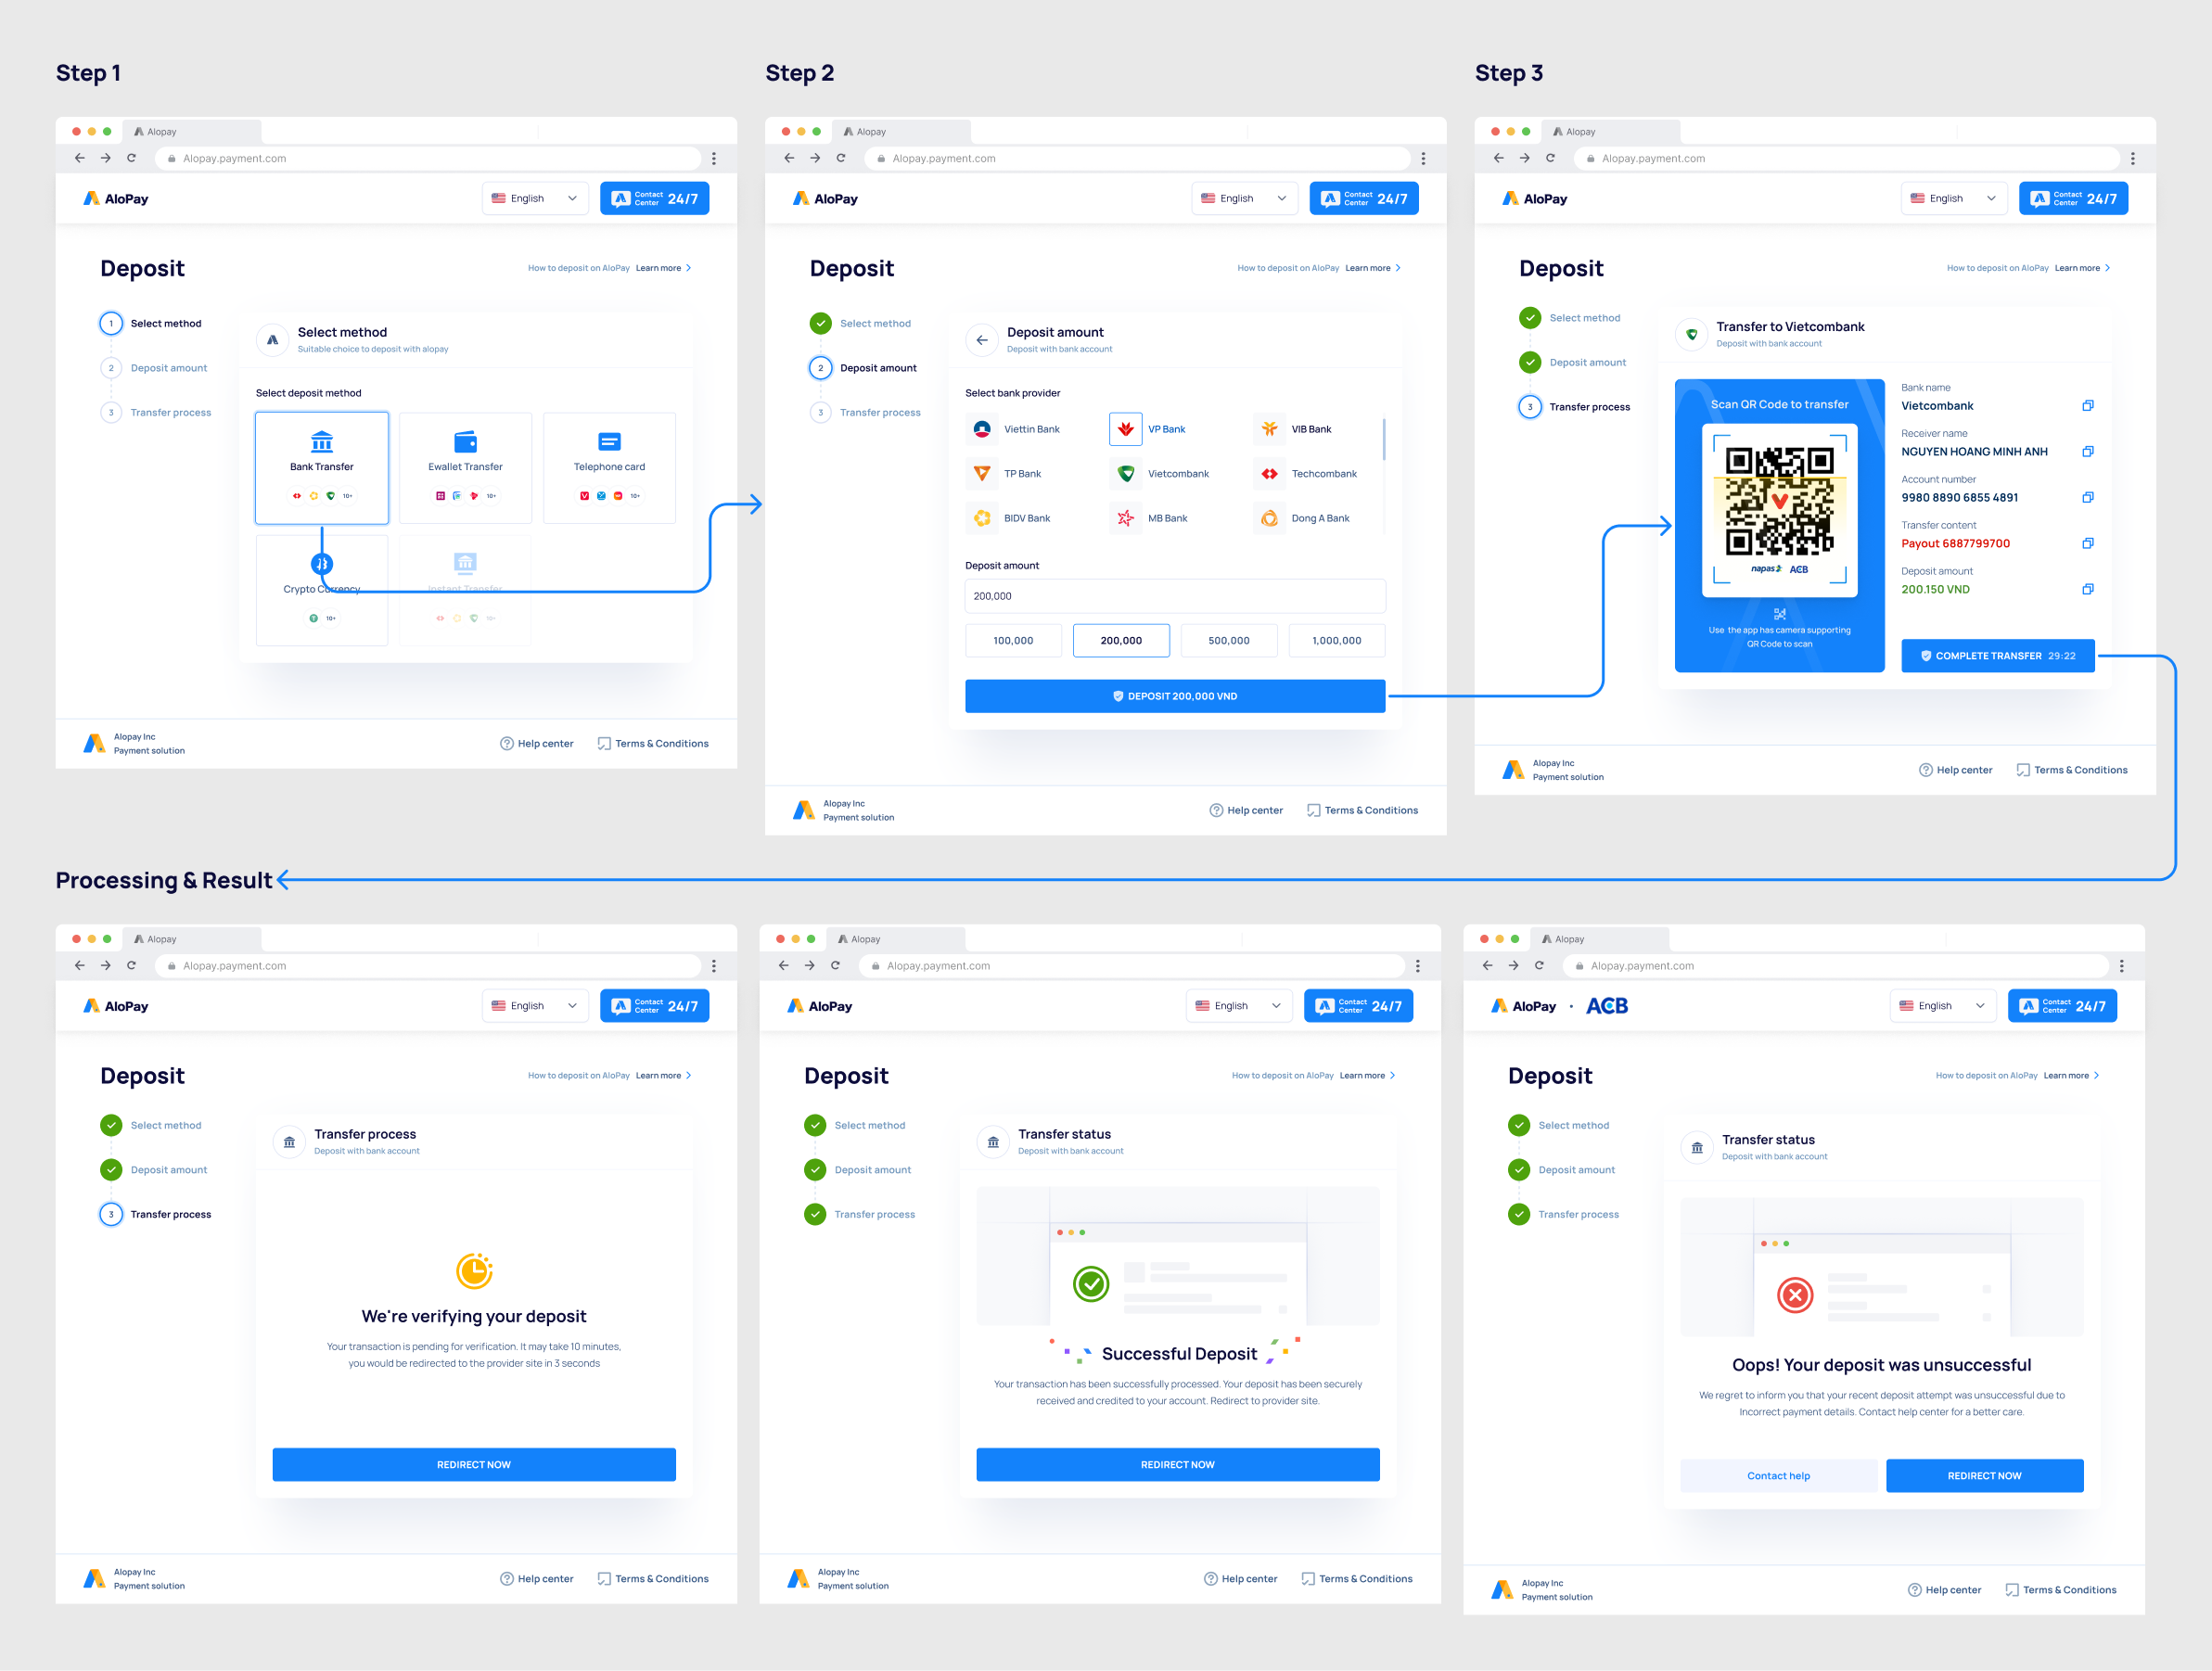 Step 1
Alopay
Alopay.payment.com
AloPay
English
Contact
Center
24/7
Deposit
How to deposit on AloPay Learn more
1 Select method
2 Deposit amount
3 Transfer process
Select method
Suitable choice to deposit with alopay
Select deposit method
Bank Transfer
10+
Ewallet Transfer
10+
Telephone card
10+
Crypto Currency
10+
Instant Transfer
10+
Alopay Inc
Payment solution
Help center
Terms & Conditions
Step 2
Alopay
Alopay.payment.com
AloPay
English
Contact
Center
24/7
Deposit
How to deposit on AloPay Learn more
Select method
2 Deposit amount
3 Transfer process
Deposit amount
Deposit with bank account
Select bank provider
Viettin Bank
VP Bank
VIB Bank
TP Bank
Vietcombank
Techcombank
BIDV Bank
MB Bank
Dong A Bank
Deposit amount
200,000
100,000
200,000
500,000
1,000,000
DEPOSIT 200,000 VND
Alopay Inc
Payment solution
Help center
Terms & Conditions
Step 3
Alopay
Alopay.payment.com
AloPay
English
Contact
Center
24/7
Deposit
How to deposit on AloPay Learn more
Select method
Deposit amount
3 Transfer process
Transfer to Vietcombank
Deposit with bank account
Scan QR Code to transfer
napas ACB
Use the app has camera supporting
QR Code to scan
Bank name
Vietcombank
Receiver name
NGUYEN HOANG MINH ANH
Account number
9980 8890 6855 4891
Transfer content
Payout 6887799700
Deposit amount
200.150 VND
COMPLETE TRANSFER 29:22
Alopay Inc
Payment solution
Help center
Terms & Conditions
Processing & Result
Alopay
Alopay.payment.com
AloPay
English
Contact
Center
24/7
Deposit
How to deposit on AloPay Learn more
Select method
Deposit amount
3 Transfer process
Transfer process
Deposit with bank account
We're verifying your deposit
Your transaction is pending for verification. It may take 10 minutes,
you would be redirected to the provider site in 3 seconds
REDIRECT NOW
Alopay Inc
Payment solution
Help center
Terms & Conditions
Alopay
Alopay.payment.com
AloPay
English
Contact
Center
24/7
Deposit
How to deposit on AloPay Learn more
Select method
Deposit amount
Transfer process
Transfer status
Deposit with bank account
Successful Deposit
Your transaction has been successfully processed. Your deposit has been securely
received and credited to your account. Redirect to provider site.
REDIRECT NOW
Alopay Inc
Payment solution
Help center
Terms & Conditions
Alopay
Alopay.payment.com
AloPay · ACB
English
Contact
Center
24/7
Deposit
How to deposit on AloPay Learn more
Select method
Deposit amount
Transfer process
Transfer status
Deposit with bank account
Oops! Your deposit was unsuccessful
We regret to inform you that your recent deposit attempt was unsuccessful due to
Incorrect payment details. Contact help center for a better care.
Contact help
REDIRECT NOW
Alopay Inc
Payment solution
Help center
Terms & Conditions